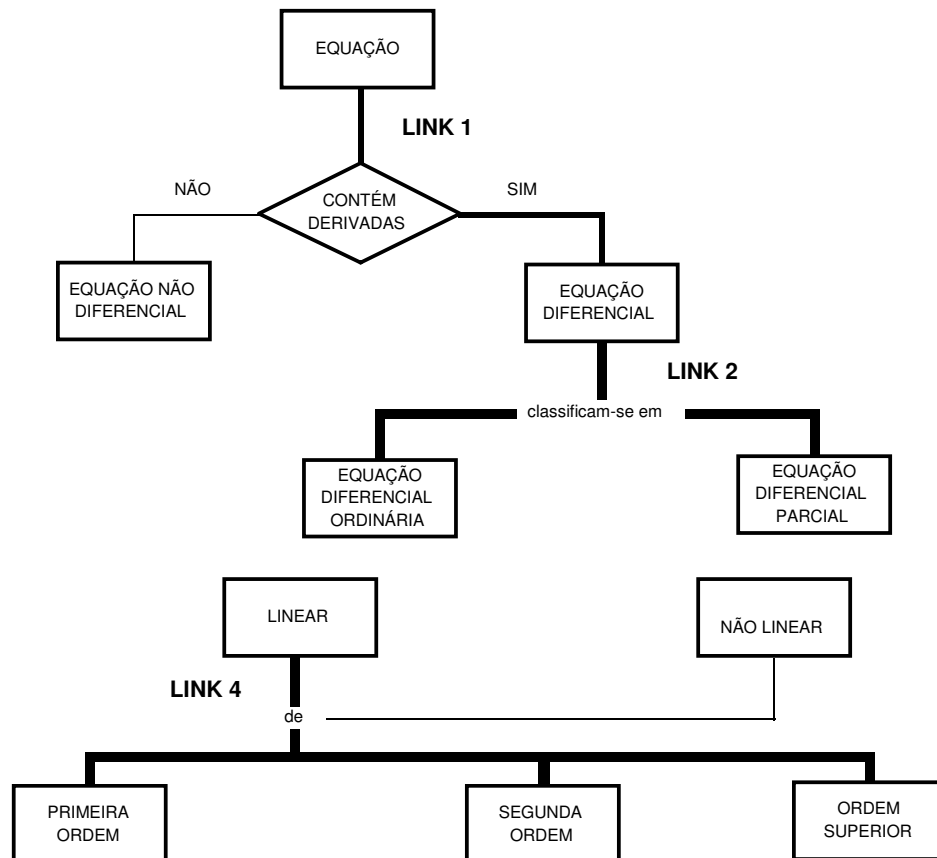 EQUAÇÃO
LINK 1
NÃO
CONTÉM
DERIVADAS
SIM
EQUAÇÃO NÃO
DIFERENCIAL
EQUAÇÃO
DIFERENCIAL
LINK 2
classificam-se em
EQUAÇÃO
DIFERENCIAL
ORDINÁRIA
EQUAÇÃO
DIFERENCIAL
PARCIAL
LINEAR
NÃO LINEAR
LINK 4
de
PRIMEIRA
ORDEM
SEGUNDA
ORDEM
ORDEM
SUPERIOR